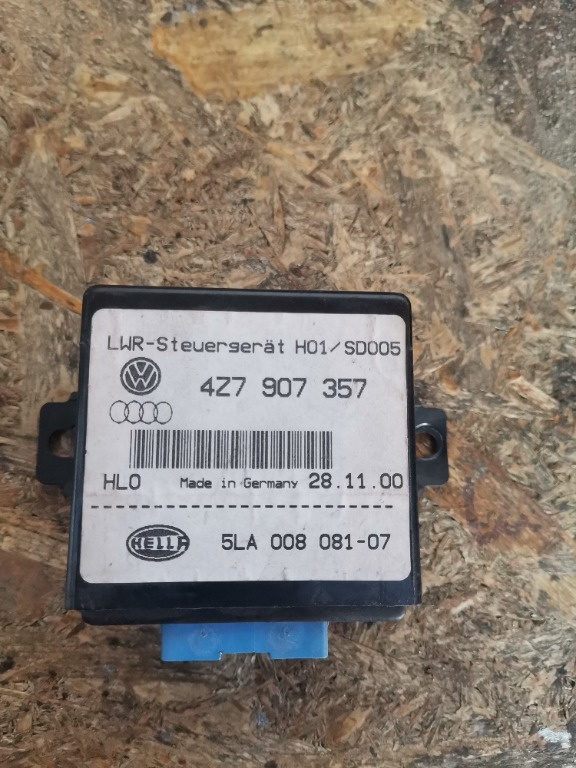 LWR-Steuergerät H01/SD005
4Z7 907 357
HLO Made in Germany 28.11.00
HELLA 5LA 008 081-07